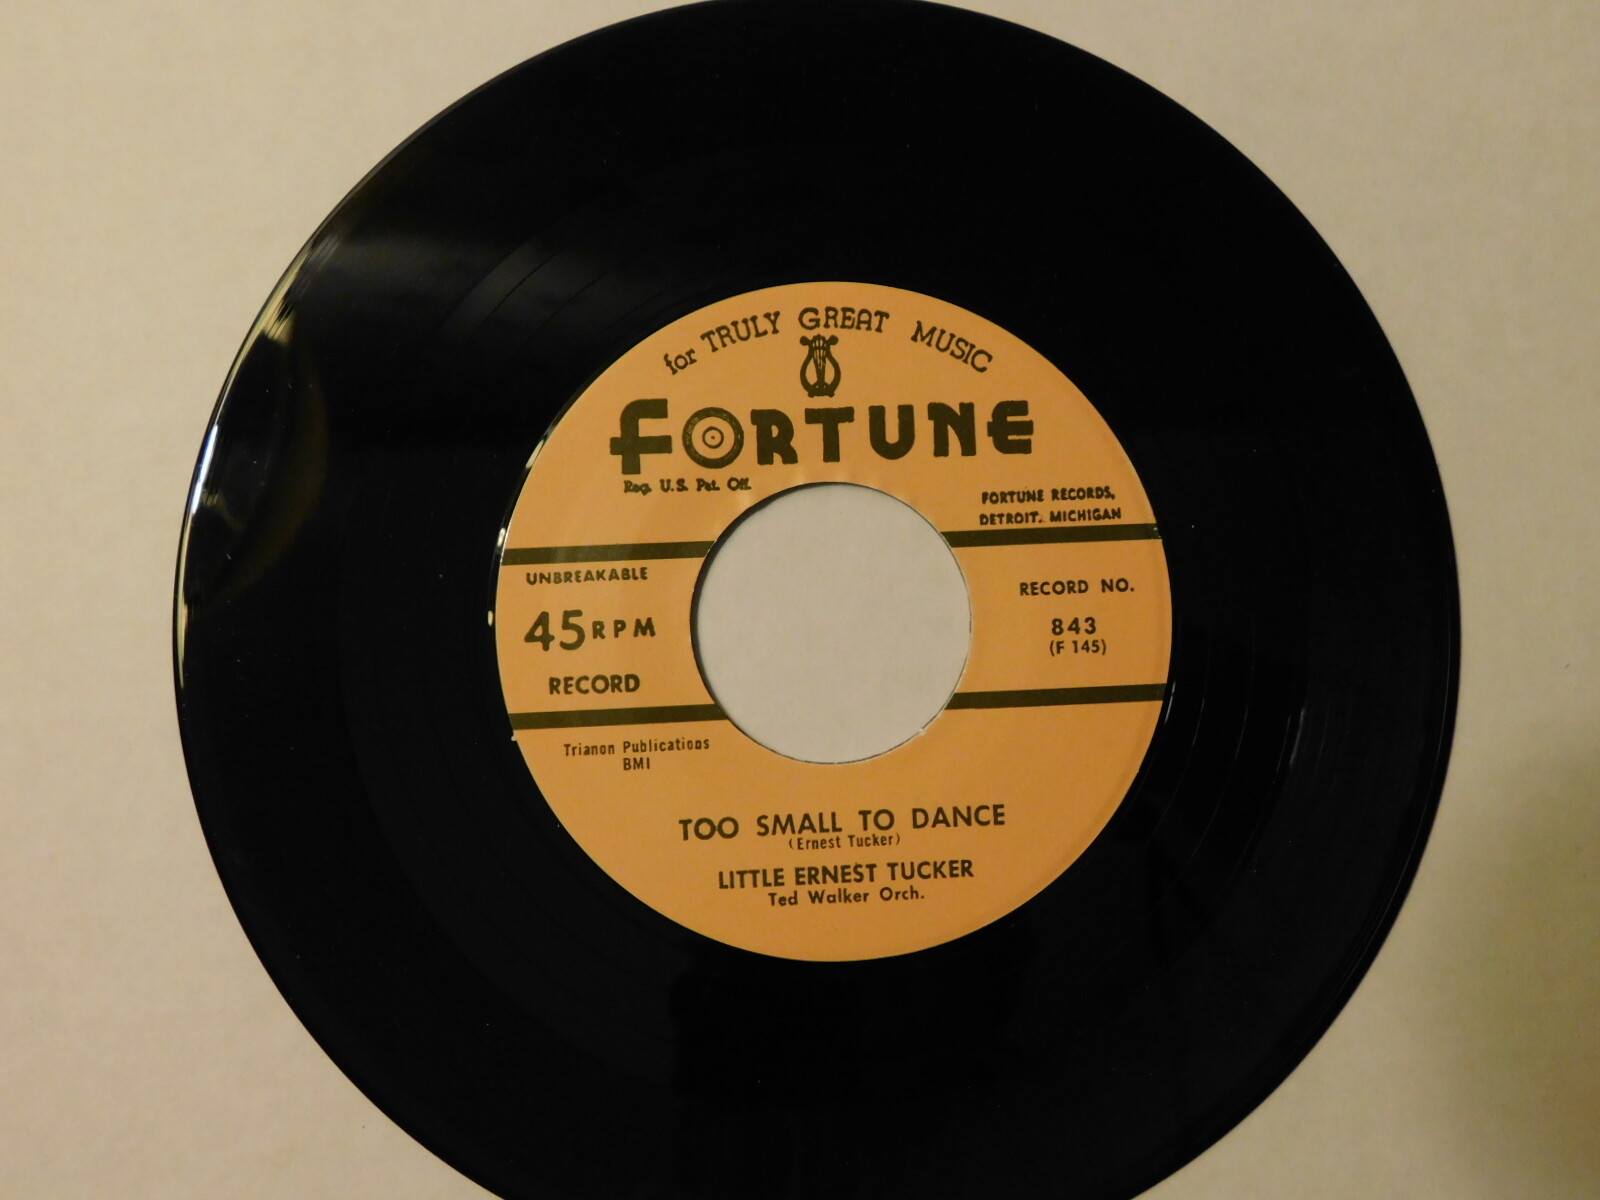 for TRULY GREAT MUSIC
FORTUNE
Reg. U.S. Pat. Off.
FORTUNE RECORDS,
DETROIT, MICHIGAN
UNBREAKABLE
45 RPM
RECORD
RECORD NO.
843
(F 145)
Trianon Publications
BMI
TOO SMALL TO DANCE
(Ernest Tucker)
LITTLE ERNEST TUCKER
Ted Walker Orch.